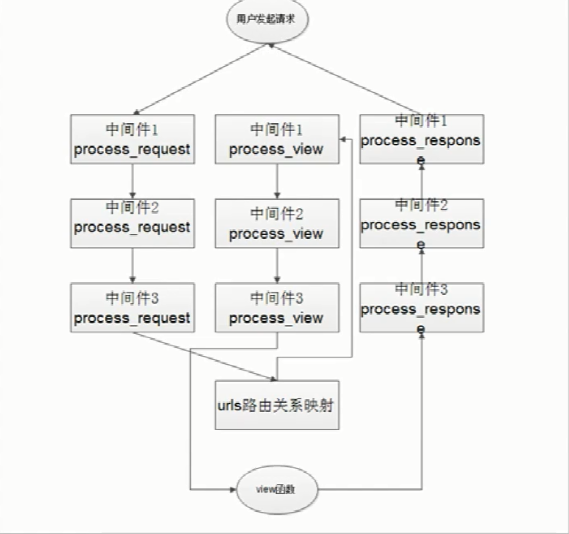 用户发起请求
中间件1
process_request
中间件1
process_view
中间件1
process_respons
e
中间件2
process_request
中间件2
process_view
中间件2
process_respons
e
中间件3
process_request
中间件3
process_view
中间件3
process_respons
e
urls路由关系映射
view函数